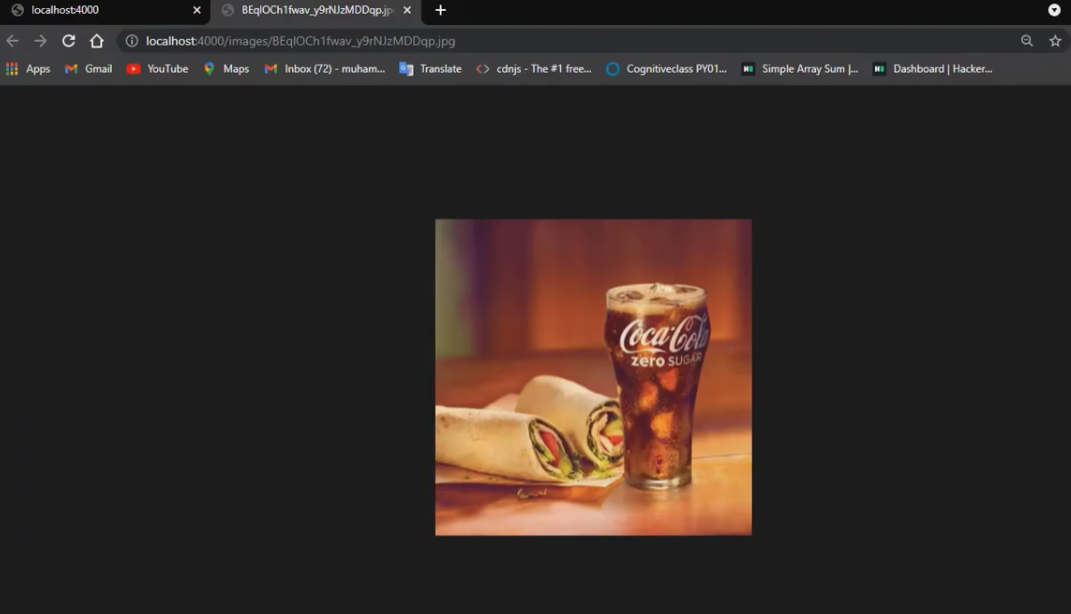 localhost:4000
BEqlOCh1fwav_y9rNJzMDDqp.jp
localhost:4000/images/BEqlOCh1fwav_y9rNJzMDDqp.jpg
Apps Gmail YouTube Maps Inbox (72) - muham... Translate cdnjs - The #1 free... Cognitiveclass PY01... Simple Array Sum |... Dashboard | Hacker...
Coca-Cola
zero SUGAR